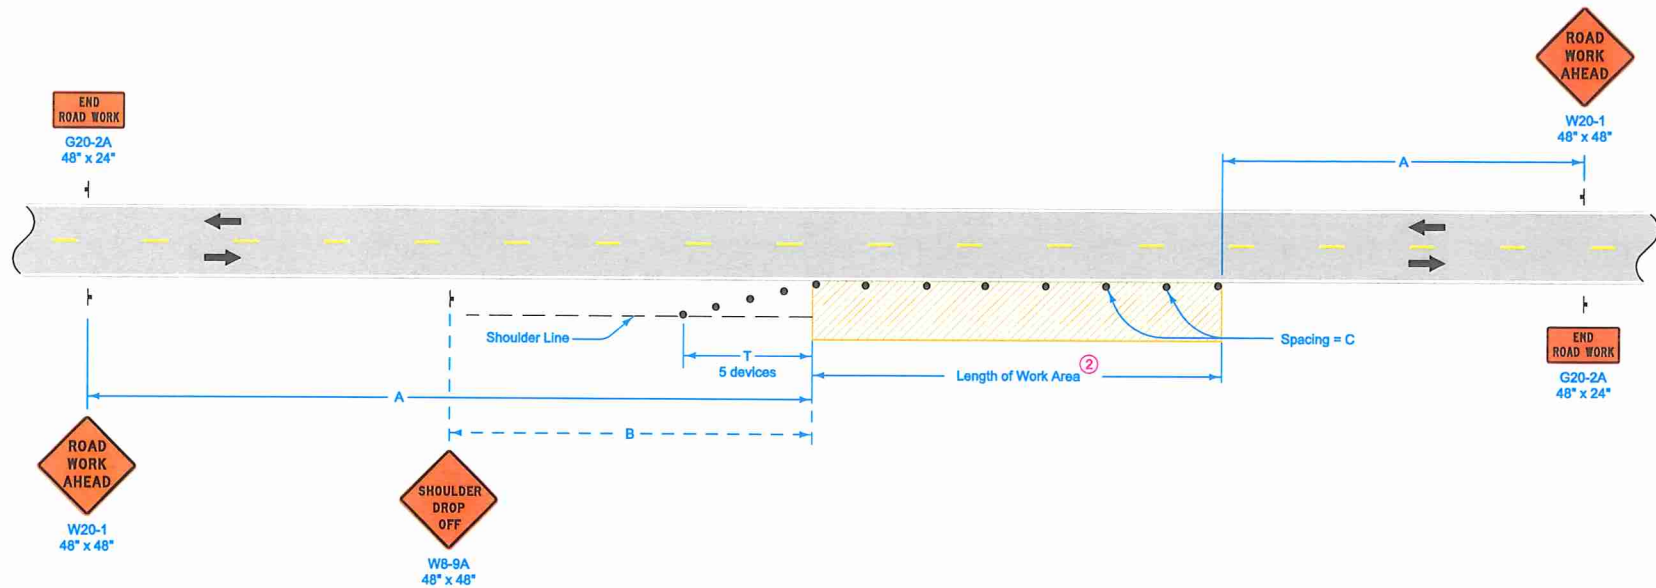 ROAD
WORK
AHEAD
W20-1
48" x 48"
END
ROAD WORK
G20-2A
48" x 24"
A
Shoulder Line
T
5 devices
Length of Work Area ②
Spacing = C
END
ROAD WORK
G20-2A
48" x 24"
A
B
ROAD
WORK
AHEAD
W20-1
48" x 48"
SHOULDER
DROP
OFF
W8-9A
48" x 48"